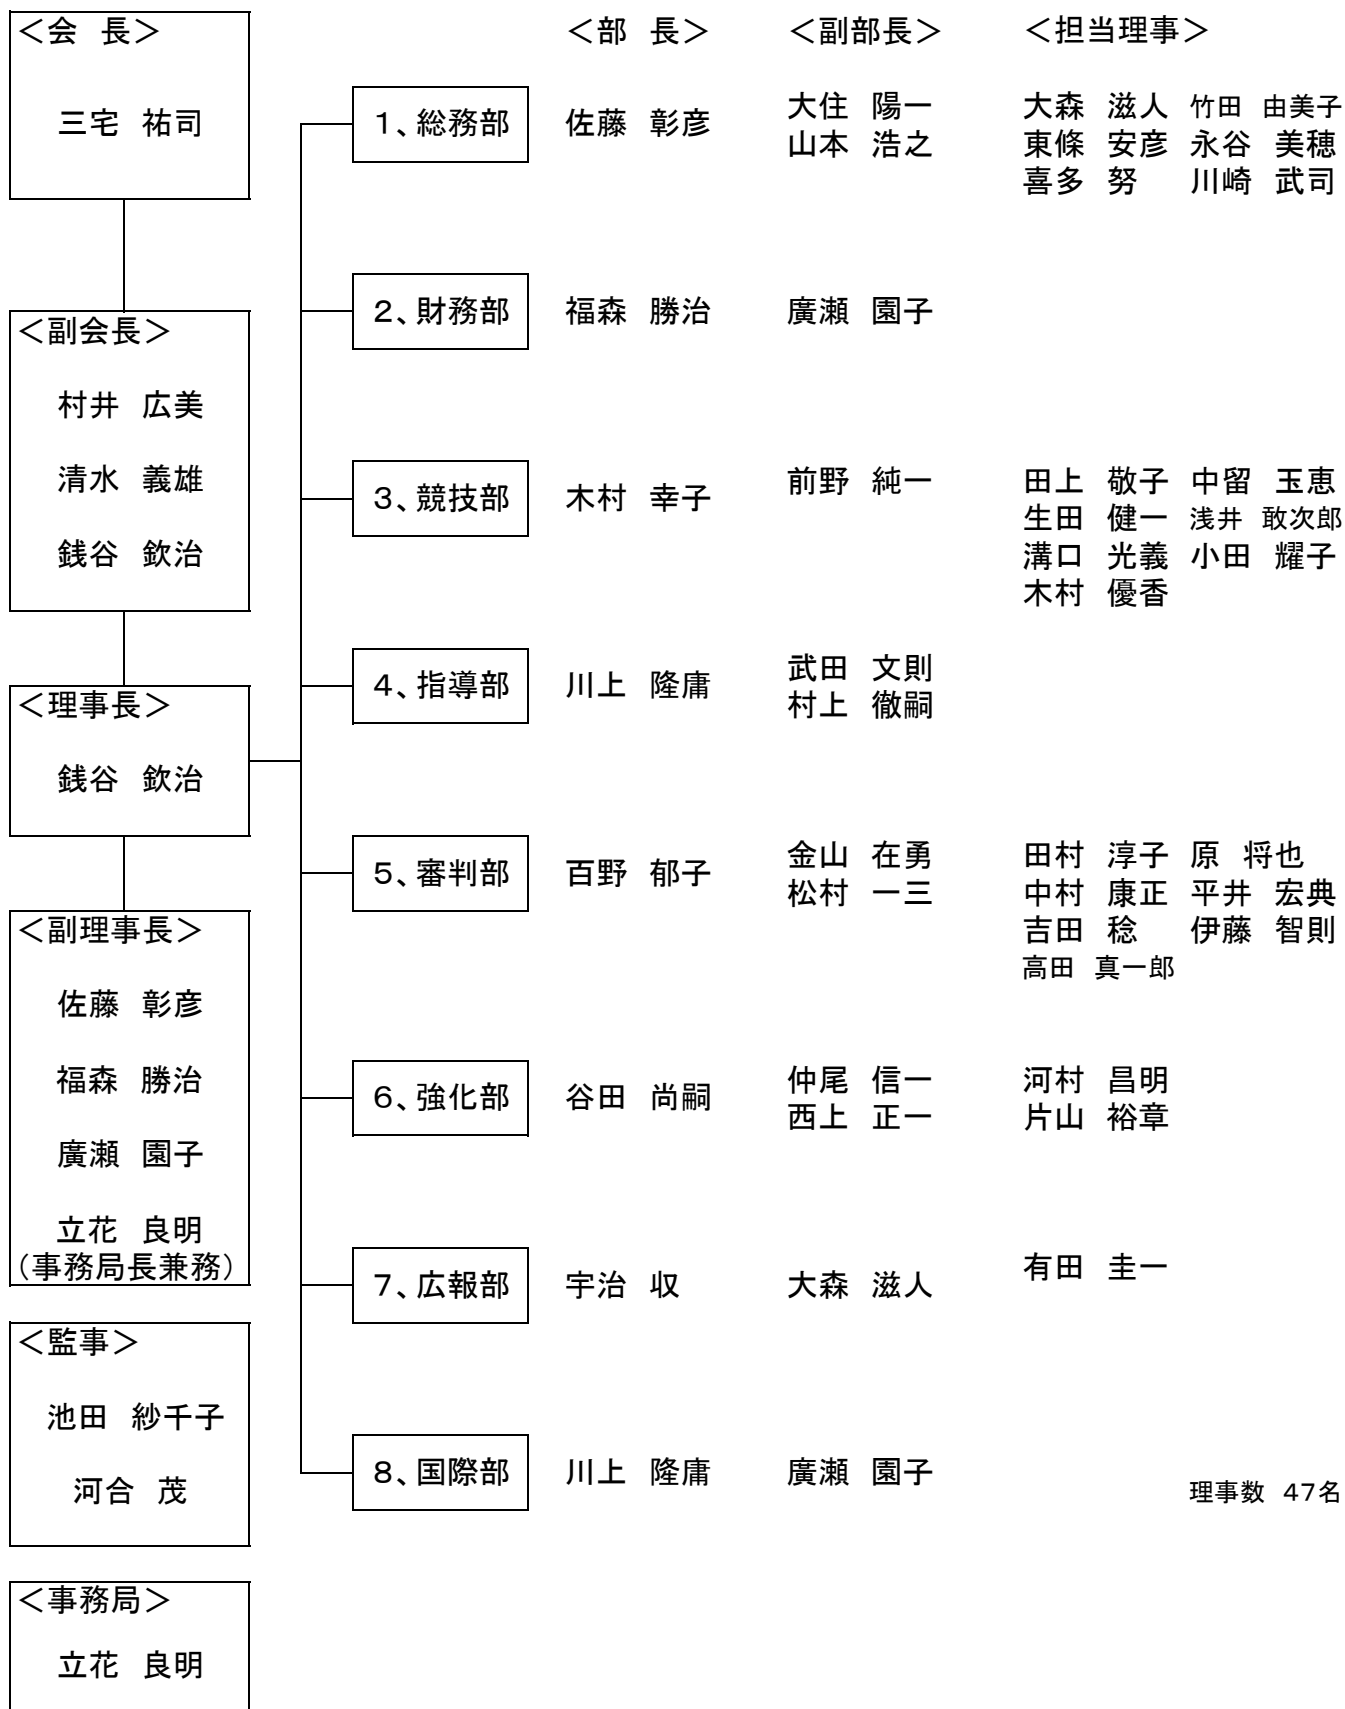 ＜会　長＞
三宅　祐司
＜副会長＞
村井　広美
清水　義雄
銭谷　欽治
＜理事長＞
銭谷　欽治
＜副理事長＞
佐藤　彰彦
福森　勝治
廣瀬　園子
立花　良明
（事務局長兼務）
＜監事＞
池田　紗千子
河合　茂
＜事務局＞
立花　良明
＜部　長＞　＜副部長＞　＜担当理事＞
１、総務部　佐藤　彰彦
大住　陽一　大森　滋人　竹田　由美子
山本　浩之　東條　安彦　永谷　美穂
喜多　努　川崎　武司
２、財務部　福森　勝治　廣瀬　園子
３、競技部　木村　幸子
前野　純一　田上　敬子　中留　玉恵
生田　健一　浅井　敢次郎
溝口　光義　小田　耀子
木村　優香
４、指導部　川上　隆庸
武田　文則
村上　徹嗣
５、審判部　百野　郁子
金山　在勇　田村　淳子　原　将也
松村　一三　中村　康正　平井　宏典
吉田　稔　伊藤　智則
高田　真一郎
６、強化部　谷田　尚嗣
仲尾　信一　河村　昌明
西上　正一　片山　裕章
７、広報部　宇治　収　大森　滋人　有田　圭一
８、国際部　川上　隆庸　廣瀬　園子
理事数　47名